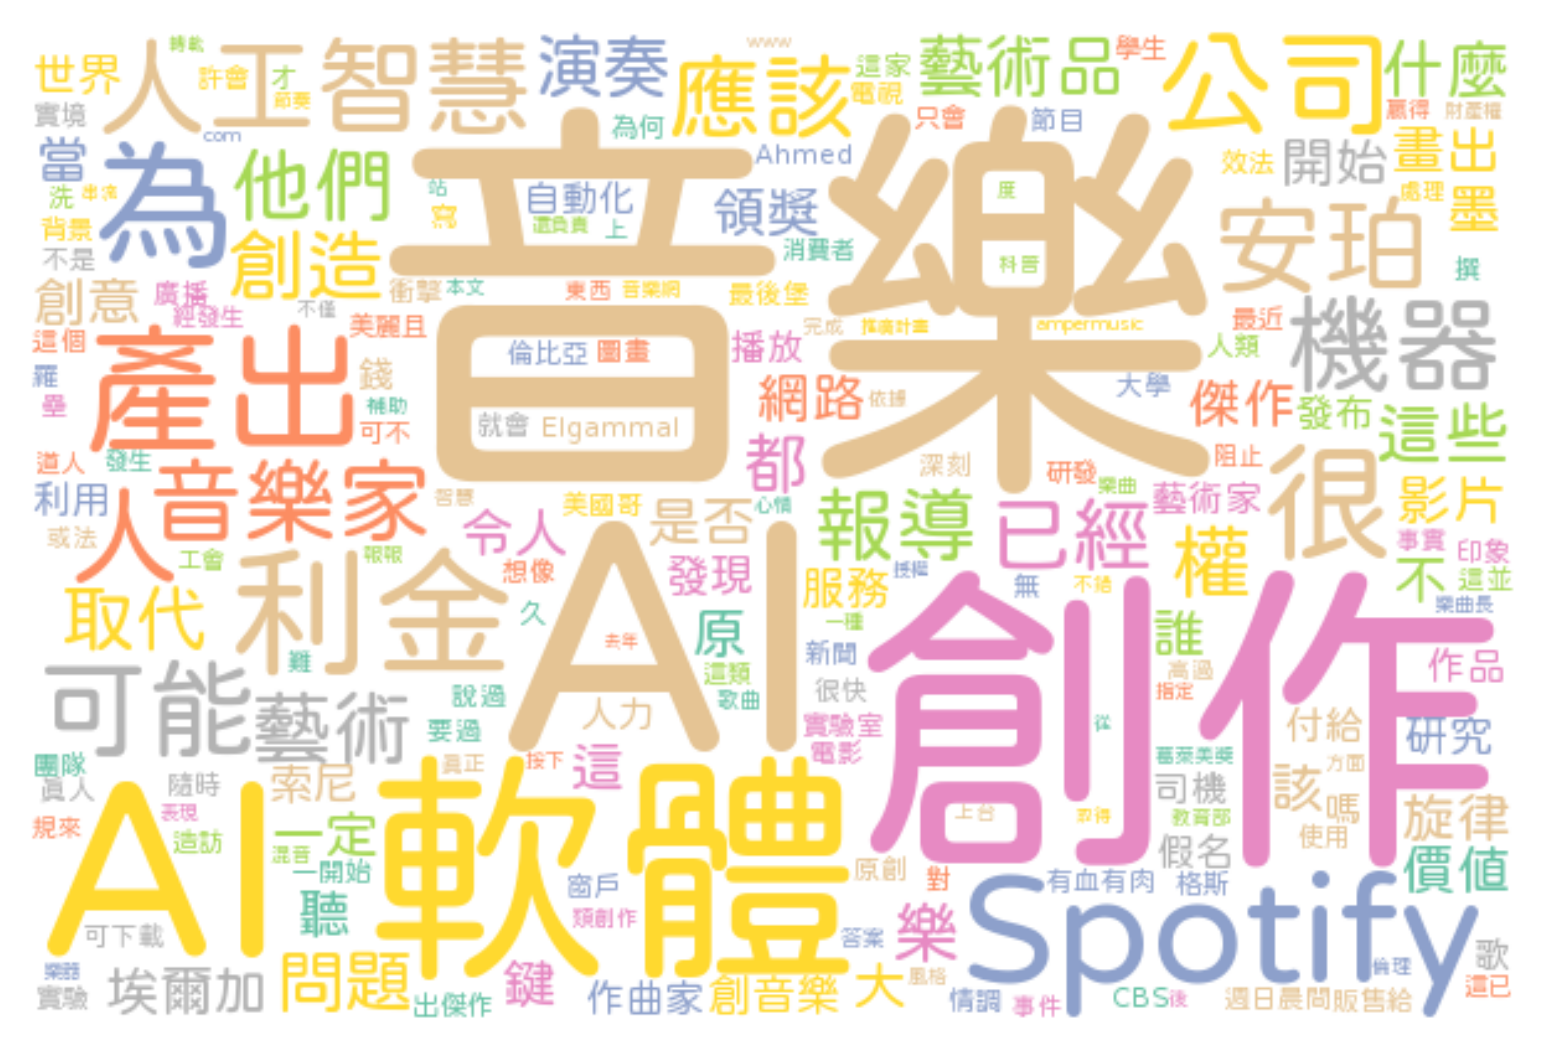 世界
人工智慧
轉載
許會
才
節奏
演奏
www
應該
這家
電視
藝術品
學生
公司
什麼
贏得
財產權
實境
com
為何
只會
節目
當
為
他們
Ahmed
效法
開始
畫出
音樂
洗
站
寫
自動化
還負責
上
領獎
度
處理
墨
背景
不是
創造
消費者
科普
安珀
撰
創意
廣播
經發生
不僅
衝擊
本文
東西
音樂網
最後堡
這個
美麗且
完成
推廣計畫
ampermusic
最近
人類
機器
羅
壘
產出
錢
補助
可不
倫比亞
圖畫
播放
網路
依據
大學
傑作
發布
這些
就會
Elgammal
道人
發生
音樂家
都
深刻
研發
樂曲
阻止
很
利用
人
智慧
令人
美國哥
是否
心情
報導
已經
藝術家
影片
或法
工會
報報
想像
發現
服務
授權
無
不錯
權
事實
印象
不
這並
取代
利金
AI
久
原
一種
樂曲長
難
去年
創作
誰
新聞
可能
藝術
說過
要過
人力
這類
歌曲
很快
高過
指定
作品
實驗室
電影
從
付給
研究
團隊
真人
隨時
索尼
真正
按下
這
葛萊美獎
司機
該
方面
嗎
規來
表現
造訪
混音
一定
AI軟體
上台
取得
教育部
使用
旋律
一開始
聽
窗戶
原創
對
有血有肉
假名
格斯
價值
可下載
類創作
答案
樂
Spotify
歌
樂器
實驗
埃爾加
問題
出傑作
鍵
作曲家
創音樂
大
風格
情調
事件
CBS
後
週日晨間
販售給
倫理
這已